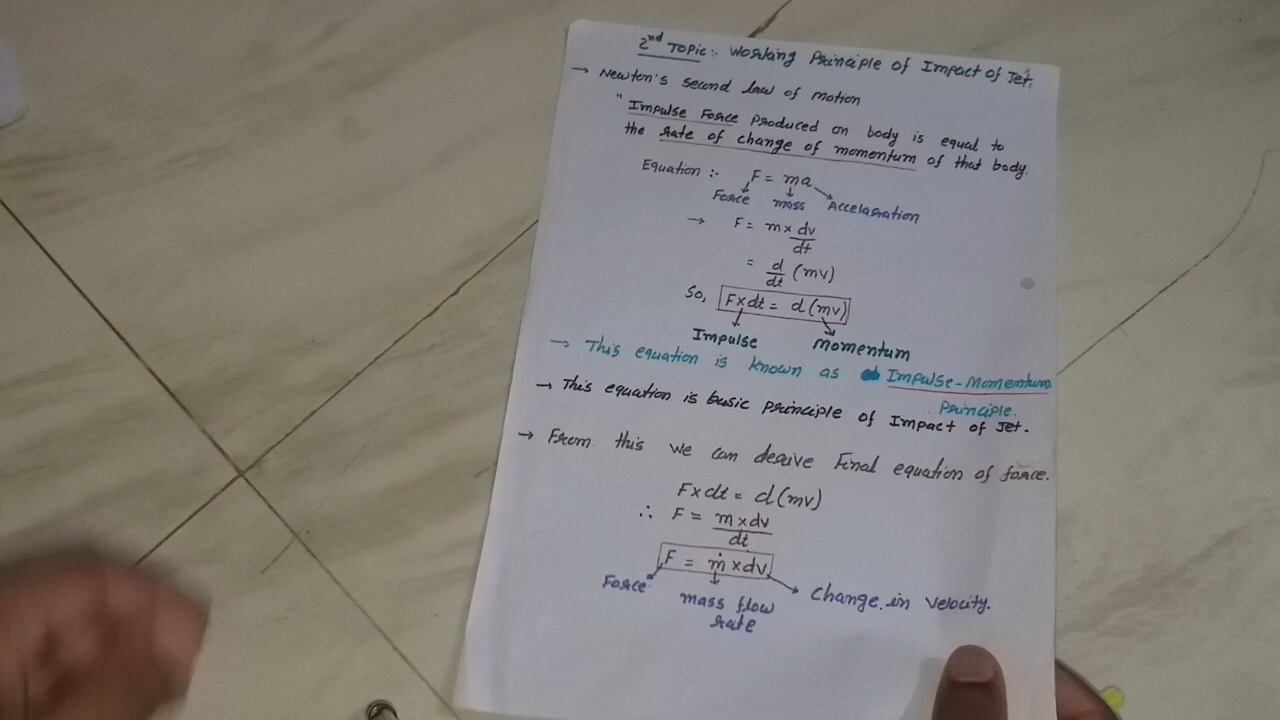 2nd Topic:- Working Principle of Impact of Jet.
→ Newton's second law of motion
" Impulse Force produced on body is equal to
the rate of change of momentum of that body.
Equation :- F = ma
Force mass Accelaration
→ F = m x dv/dt
= d/dt (mv)
So, Fxdt = d(mv)
Impulse Momentum
→ This equation is known as Impulse-Momentum
Principle.
→ This equation is basic principle of Impact of Jet.
→ From this we can derive Final equation of force.
Fxdt = d(mv)
∴ F = m x dv/dt
F = ṁ x dv
Force mass flow rate Change in velocity.